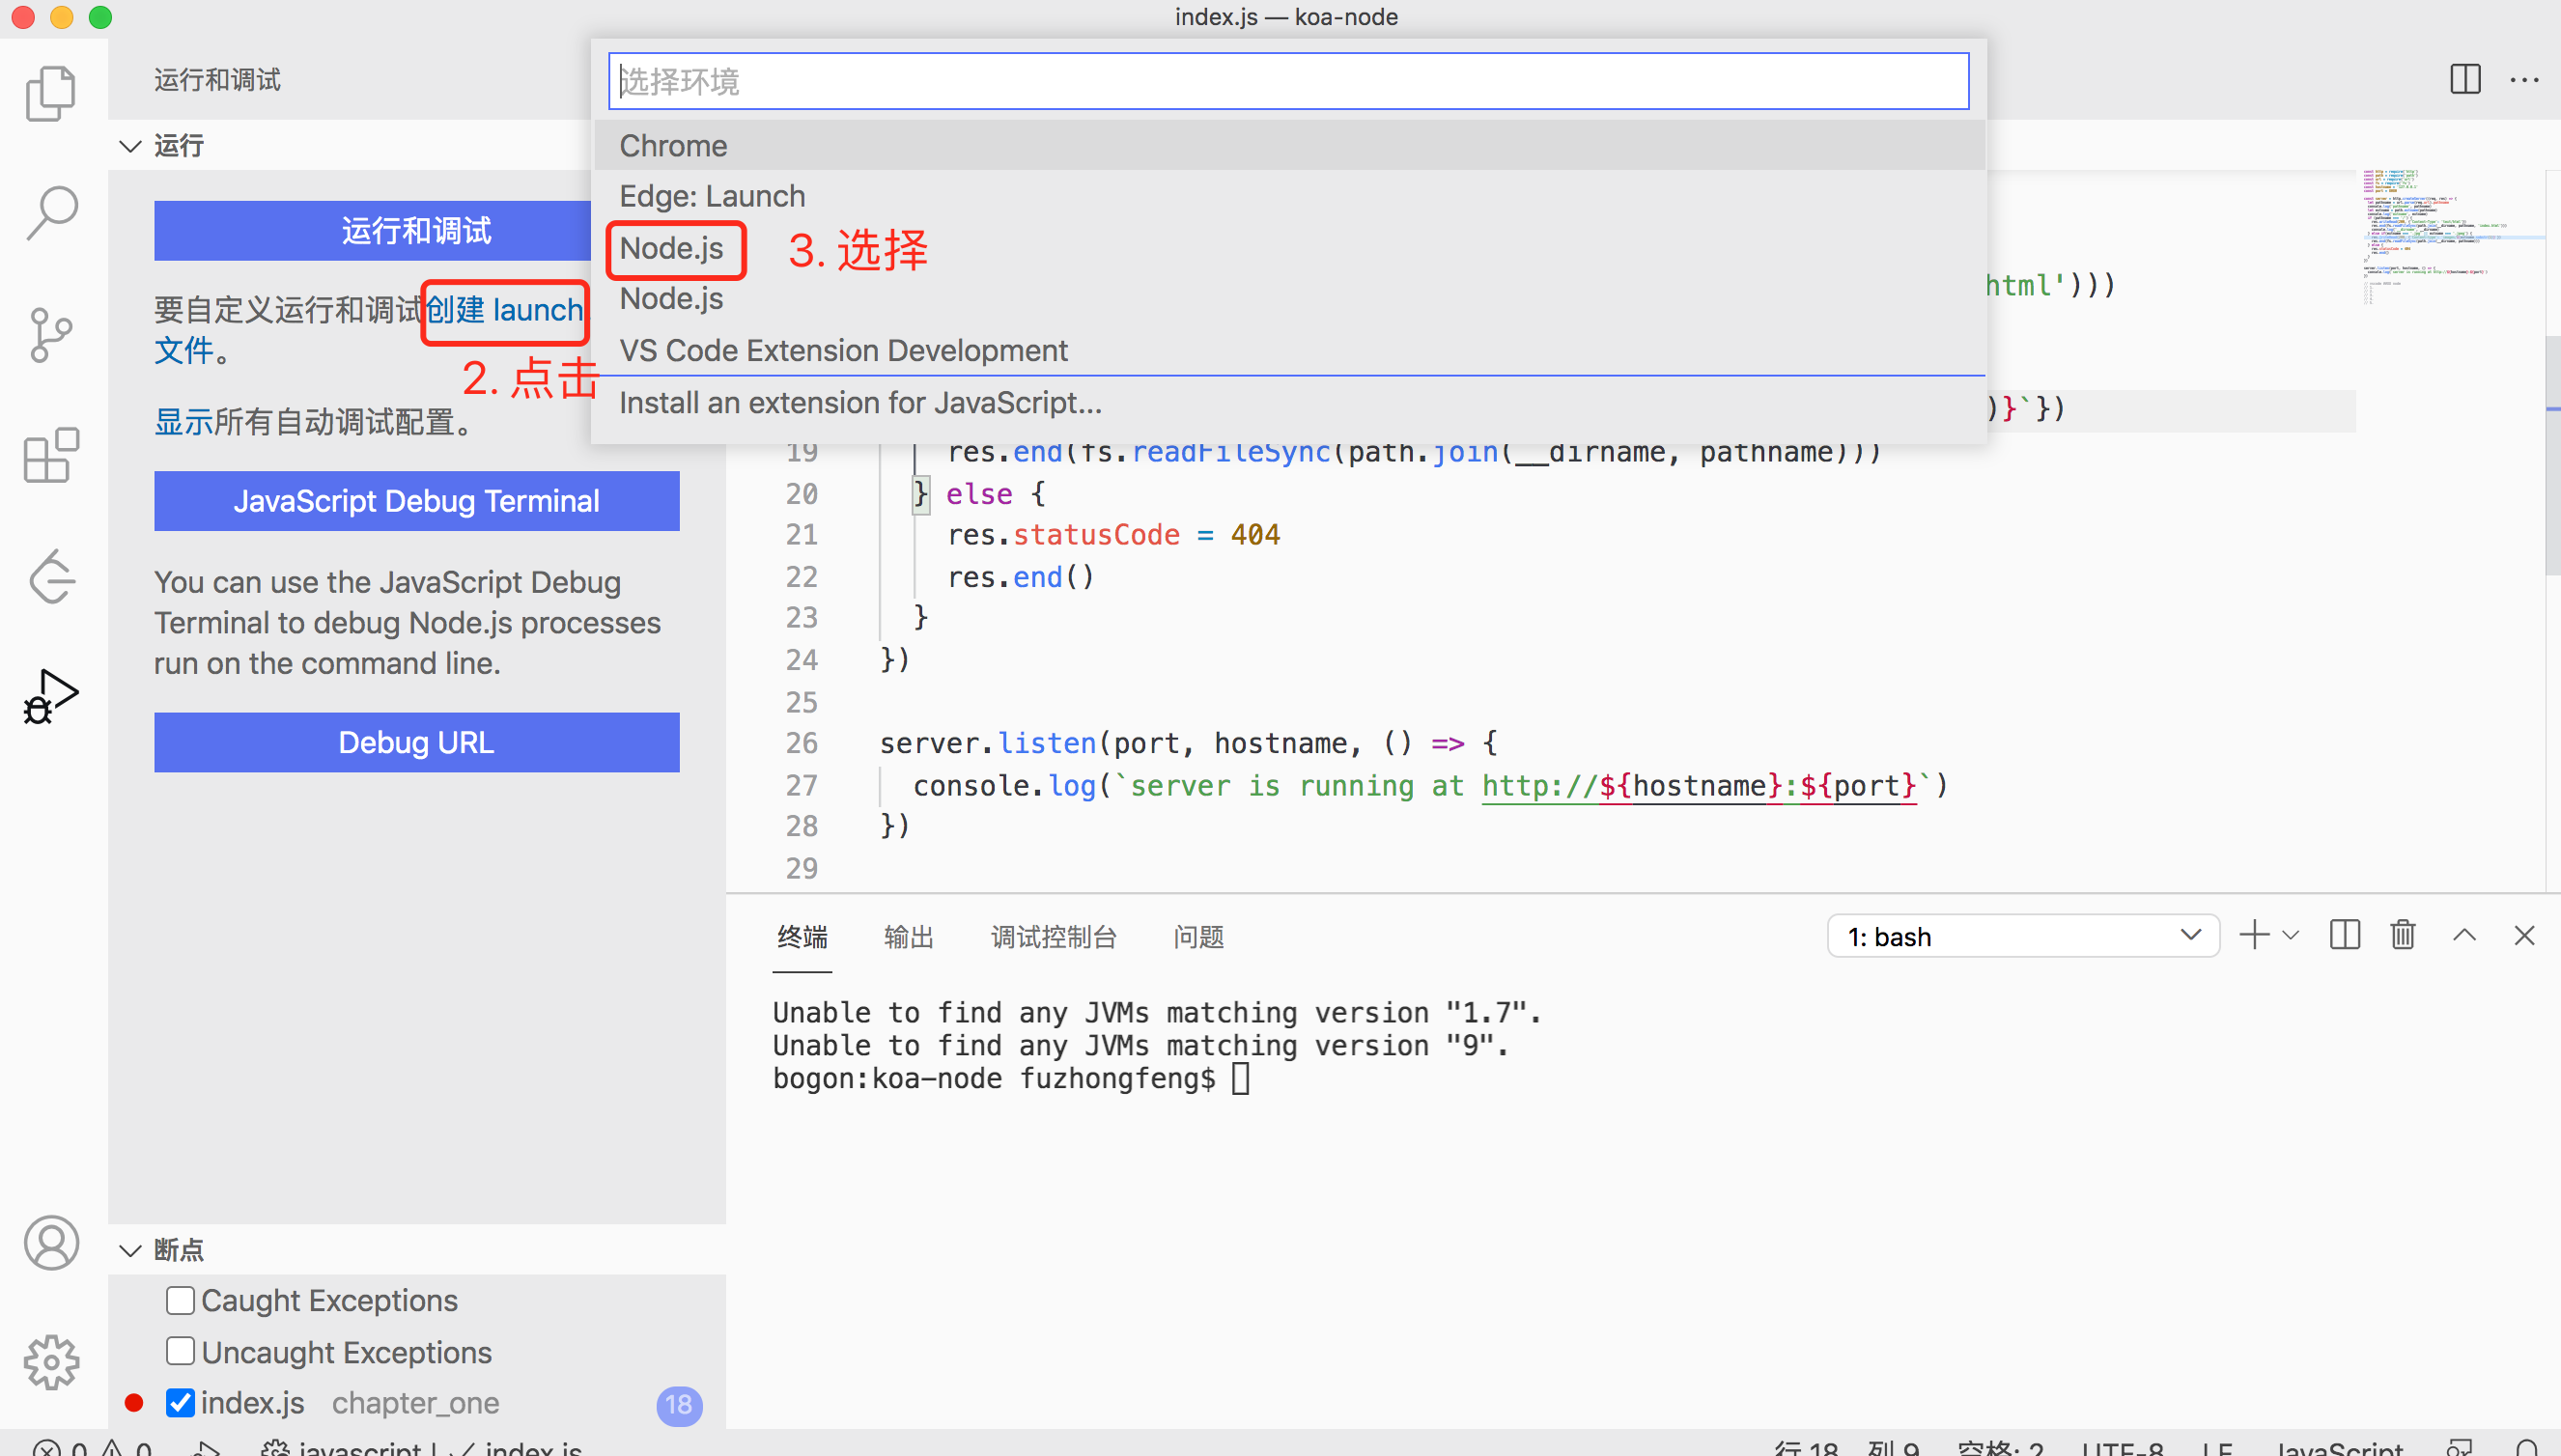 index.js — koa-node
运行和调试
选择环境
Chrome
Edge: Launch
Node.js
3. 选择
Node.js
VS Code Extension Development
Install an extension for JavaScript...
运行
运行和调试
要自定义运行和调试创建 launch
文件。
2. 点击
显示所有自动调试配置。
JavaScript Debug Terminal
You can use the JavaScript Debug
Terminal to debug Node.js processes
run on the command line.
Debug URL
html')))
)}`})
19 res.end(fs.readFileSync(path.join(__dirname, pathname)))
20 } else {
21 res.statusCode = 404
22 res.end()
23 }
24 })
25
26 server.listen(port, hostname, () => {
27 console.log(`server is running at http://${hostname}:${port}`)
28 })
29
终端 输出 调试控制台 问题 1: bash
Unable to find any JVMs matching version "1.7".
Unable to find any JVMs matching version "9".
bogon:koa-node fuzhongfeng$
断点
Caught Exceptions
Uncaught Exceptions
index.js chapter_one 18
0 0 javascript | ✓ index.js 行 18, 列 9 空格: 2 UTF-8 LF JavaScript